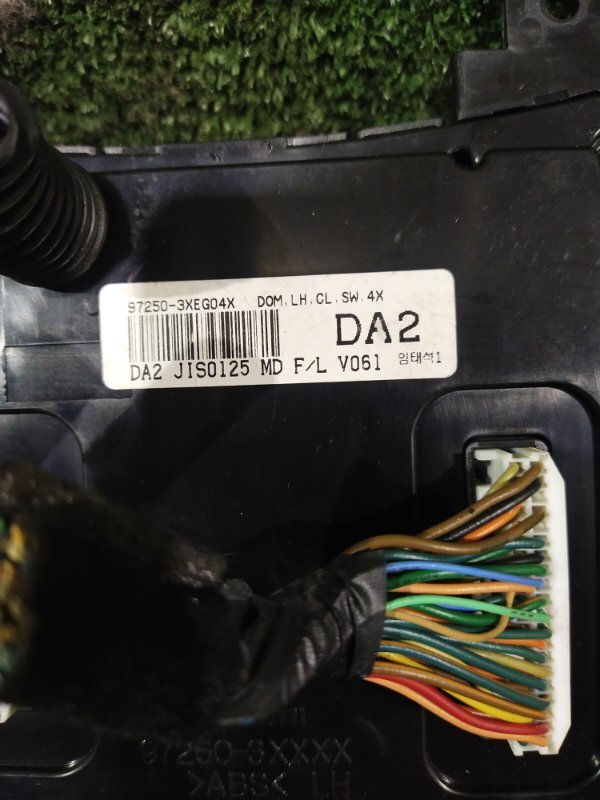 97250-3XEG04X DOM.LH.CL.SW.4X
DA2
DA2 JIS0125 MD F/L V061 임태석1
97250-3XXXX
>ABS< LH